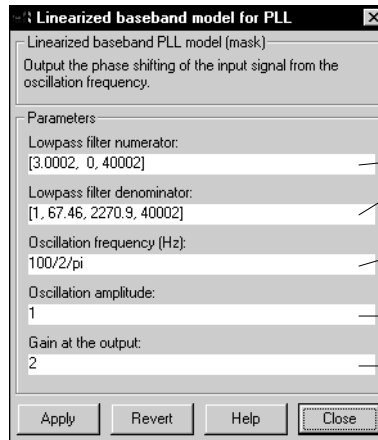 Linearized baseband model for PLL
Linearized baseband PLL model (mask)
Output the phase shifting of the input signal from the
oscillation frequency.
Parameters
Lowpass filter numerator:
[3.0002, 0, 40002]
Lowpass filter denominator:
[1, 67.46, 2270.9, 40002]
Oscillation frequency (Hz):
100/2/pi
Oscillation amplitude:
1
Gain at the output:
2
Apply Revert Help Close